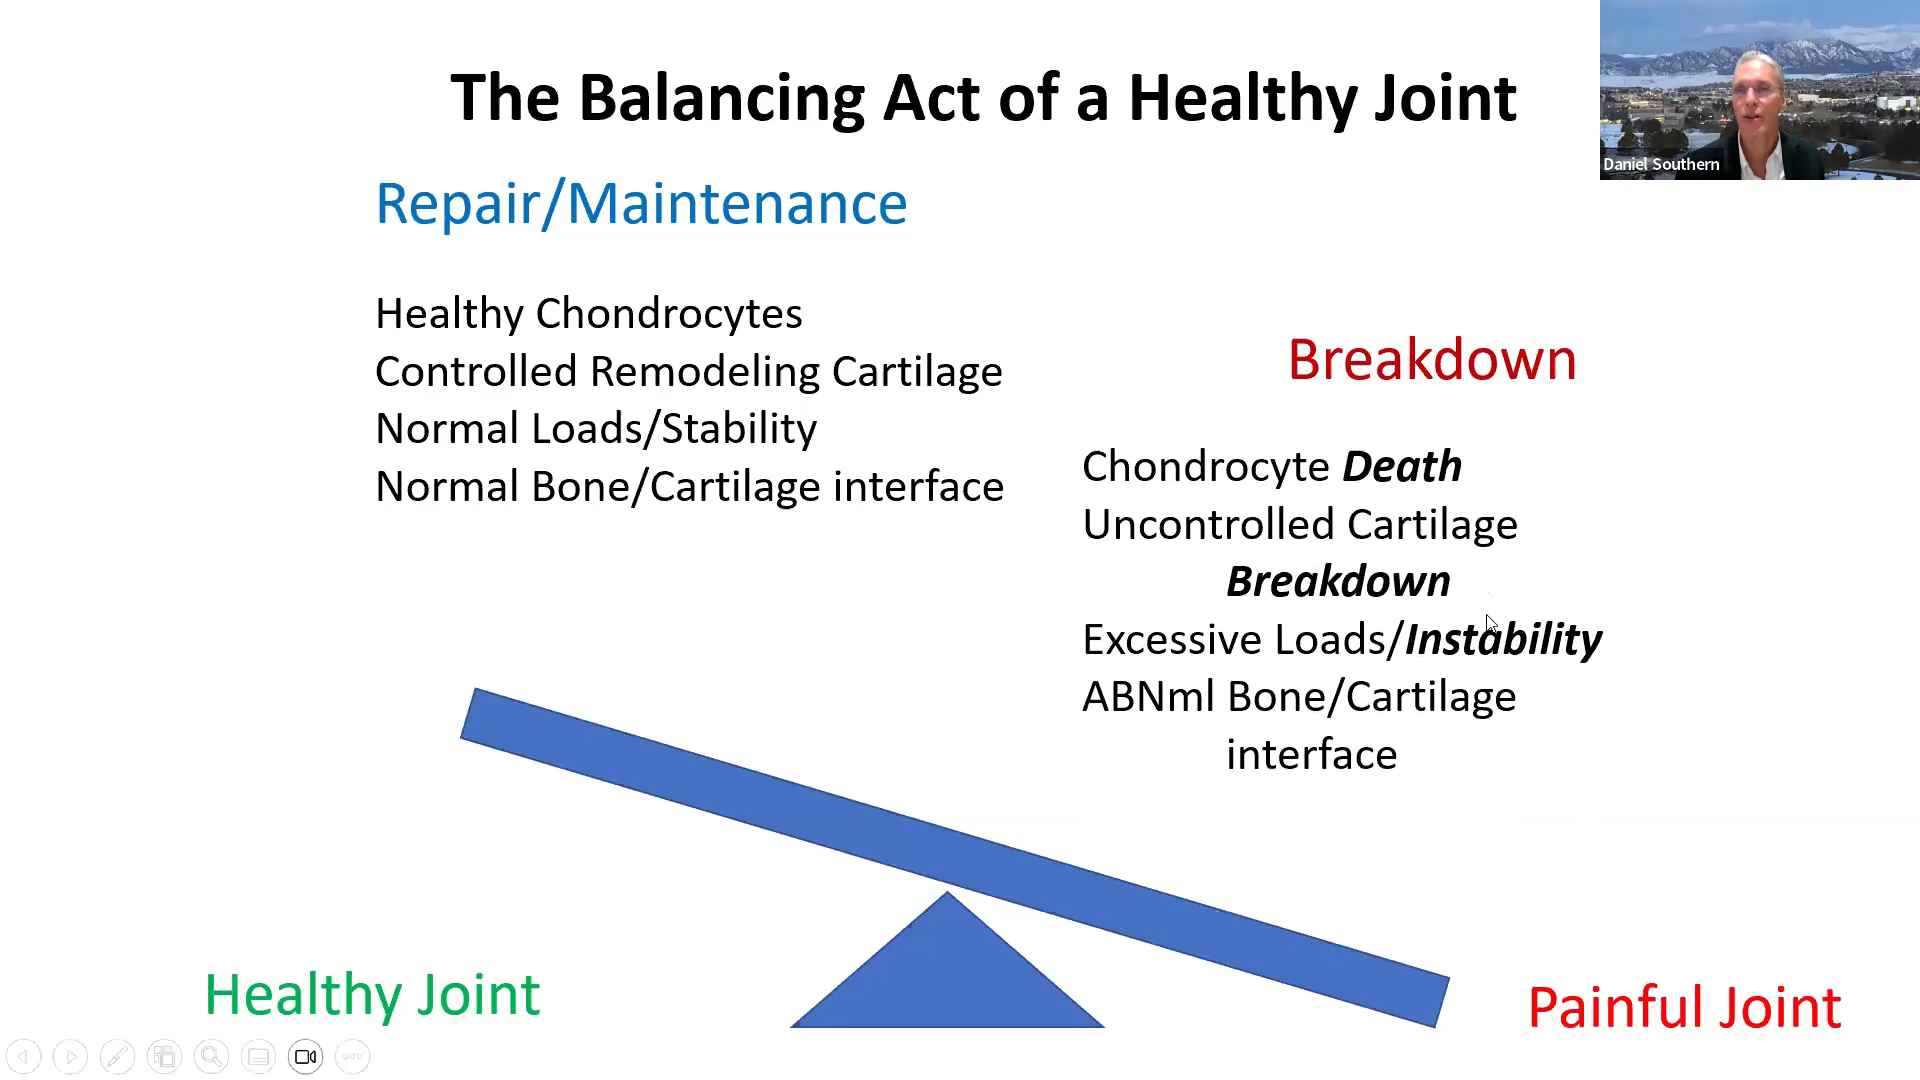 The Balancing Act of a Healthy Joint
Daniel Southern
Repair/Maintenance
Healthy Chondrocytes
Controlled Remodeling Cartilage
Normal Loads/Stability
Normal Bone/Cartilage interface
Breakdown
Chondrocyte Death
Uncontrolled Cartilage
Breakdown
Excessive Loads/Instability
ABNml Bone/Cartilage
interface
Healthy Joint
Painful Joint